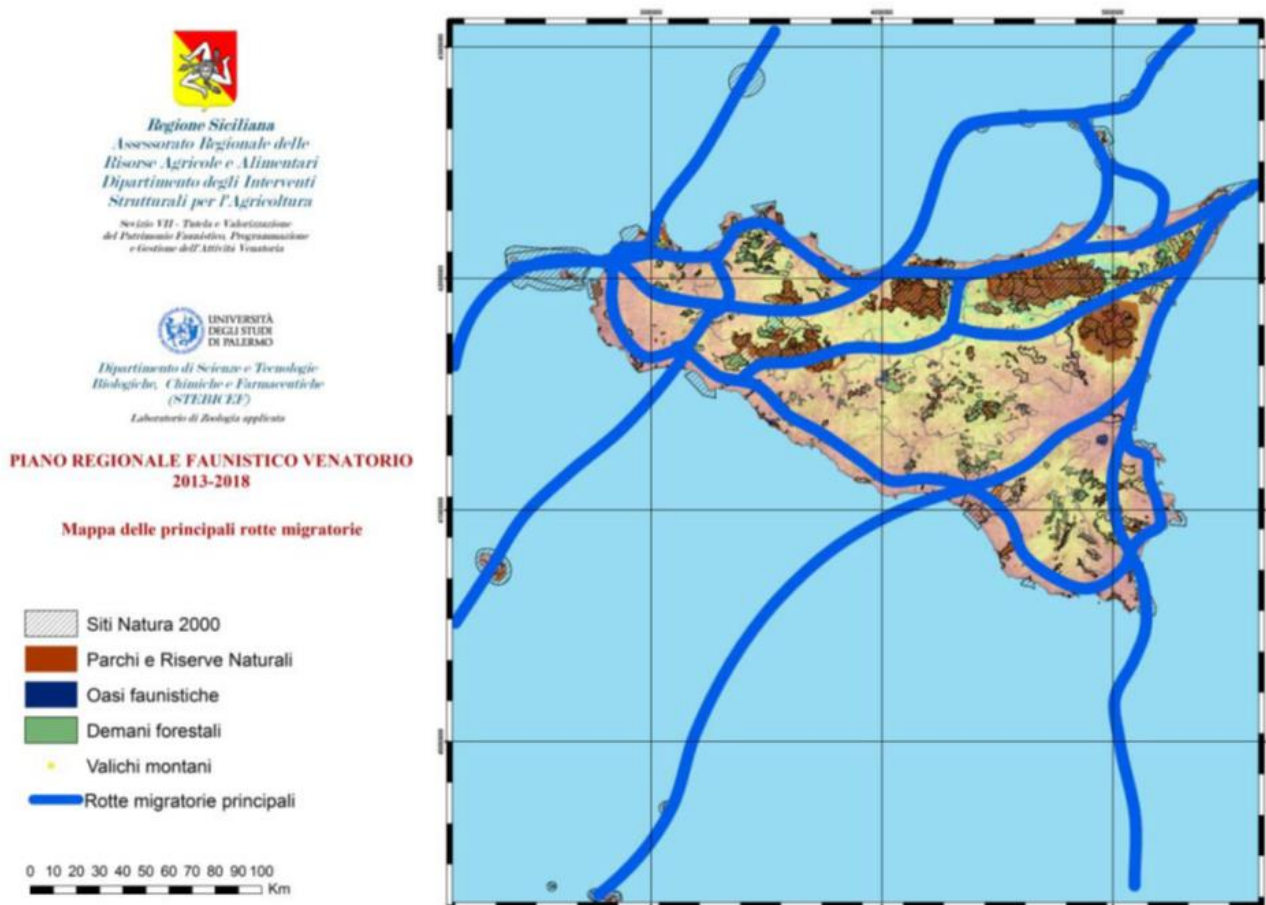 Regione Siciliana
Assessorato Regionale delle
Risorse Agricole e Alimentari
Dipartimento degli Interventi
Strutturali per l'Agricoltura
Sevizio VII - Tutela e Valorizzazione
del Patrimonio Faunistico, Programmazione
e Gestione dell'Attività Venatoria
UNIVERSITÀ
DEGLI STUDI
DI PALERMO
Dipartimento di Scienze e Tecnologie
Biologiche, Chimiche e Farmaceutiche
(STEBICEF)
Laboratorio di Zoologia applicata
PIANO REGIONALE FAUNISTICO VENATORIO
2013-2018
Mappa delle principali rotte migratorie
Siti Natura 2000
Parchi e Riserve Naturali
Oasi faunistiche
Demani forestali
Valichi montani
Rotte migratorie principali
0 10 20 30 40 50 60 70 80 90 100
Km